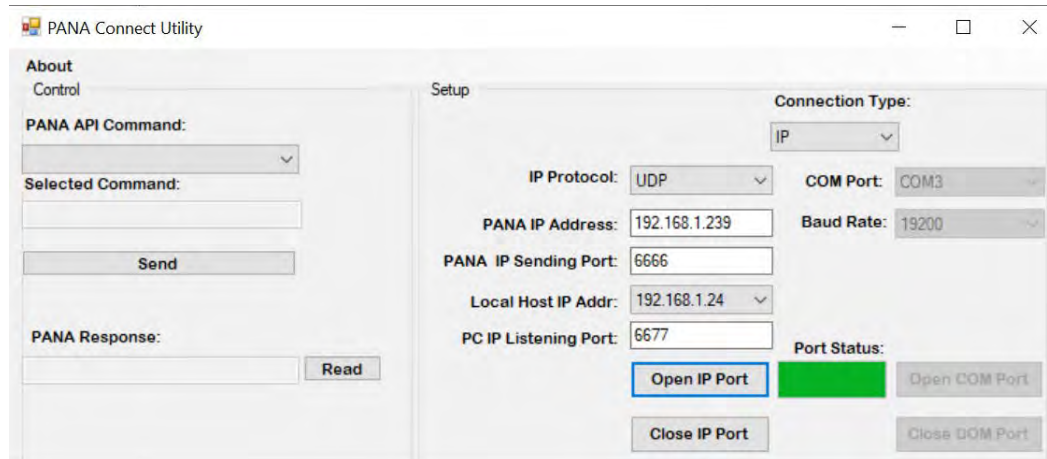 PANA Connect Utility
About
Control
PANA API Command:
Selected Command:
Send
PANA Response:
Read
Setup
Connection Type:
IP
IP Protocol: UDP
COM Port: COM3
PANA IP Address: 192.168.1.239
Baud Rate: 19200
PANA IP Sending Port: 6666
Local Host IP Addr: 192.168.1.24
PC IP Listening Port: 6677
Port Status:
Open IP Port
Open COM Port
Close IP Port
Close COM Port